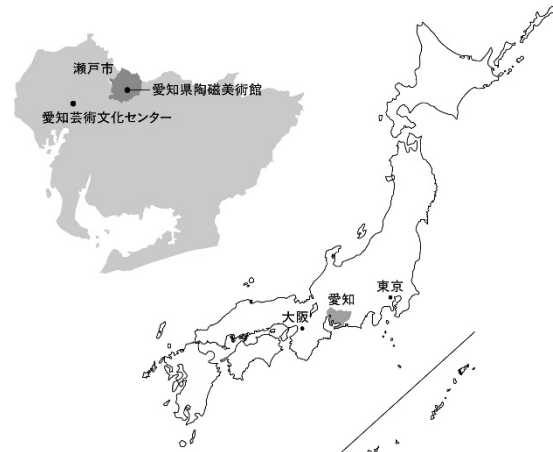 瀬戸市
愛知県陶磁美術館
愛知芸術文化センター
東京
愛知
大阪